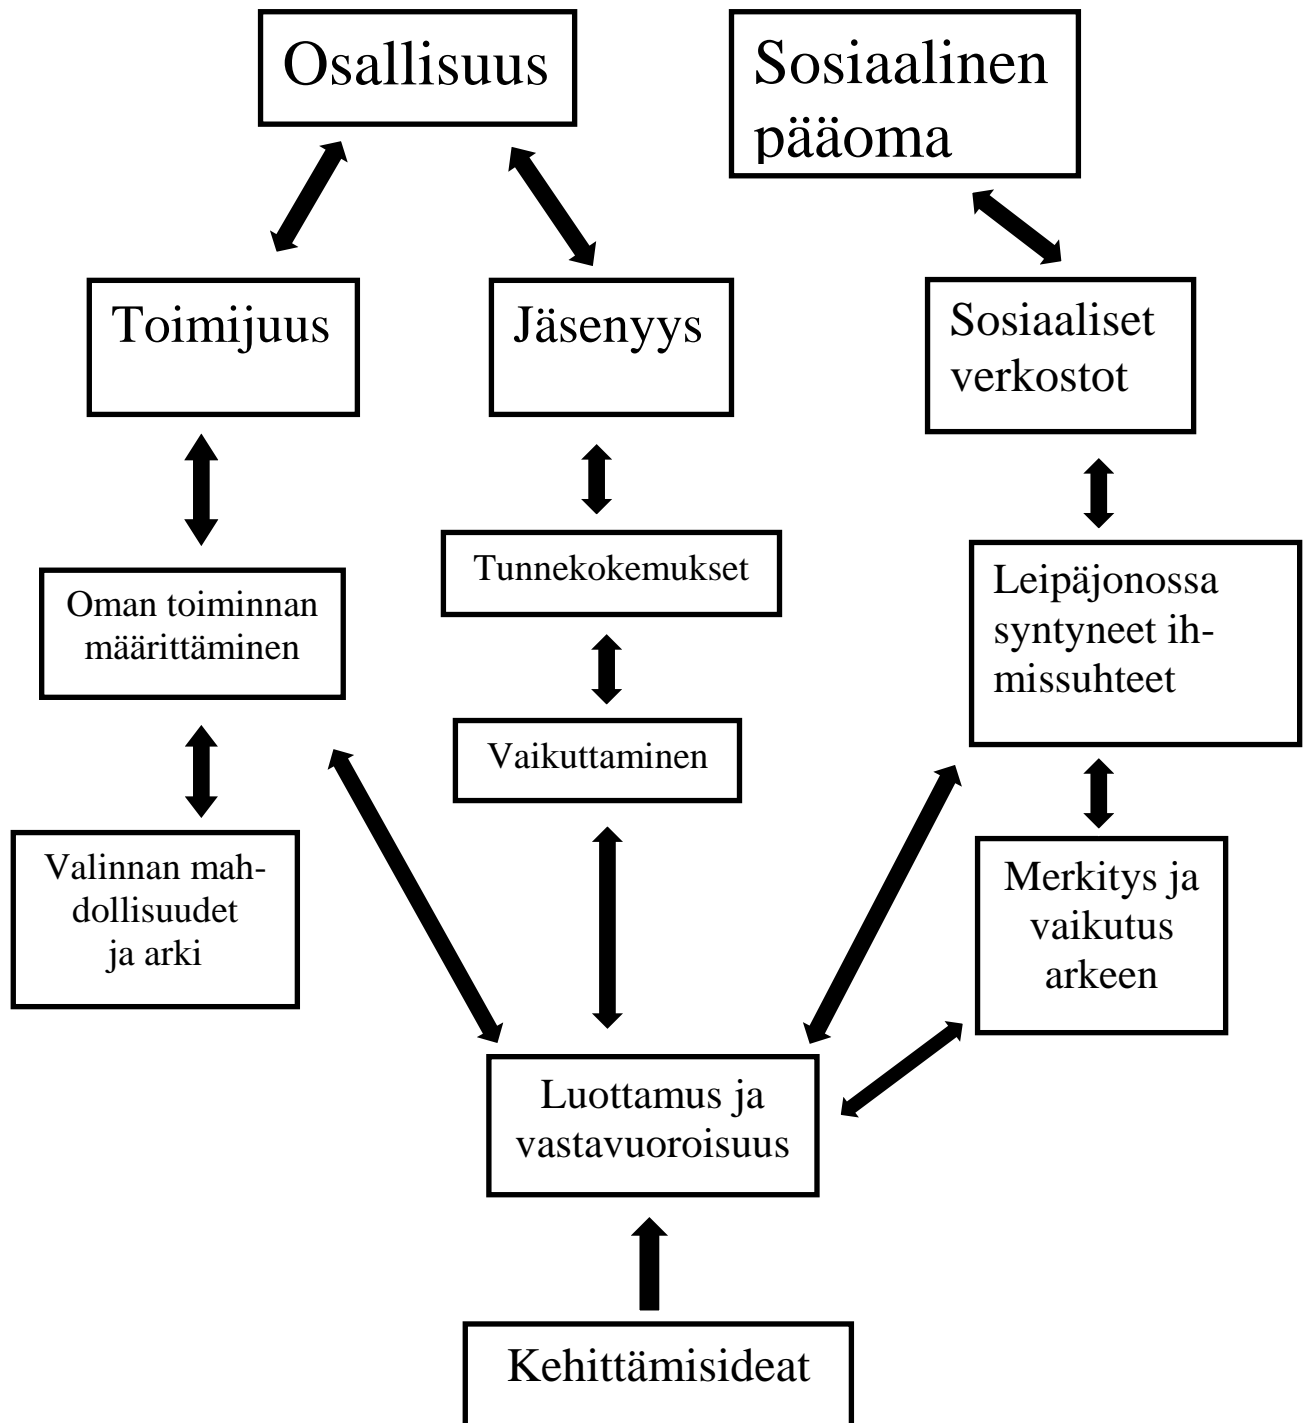 Osallisuus
Sosiaalinen
pääoma
Toimijuus
Jäsenyys
Sosiaaliset
verkostot
Oman toiminnan
määrittäminen
Tunnekokemukset
Leipäjonossa
syntyneet ih-
missuhteet
Vaikuttaminen
Valinnan mah-
dollisuudet
ja arki
Merkitys ja
vaikutus
arkeen
Luottamus ja
vastavuoroisuus
Kehittämisideat